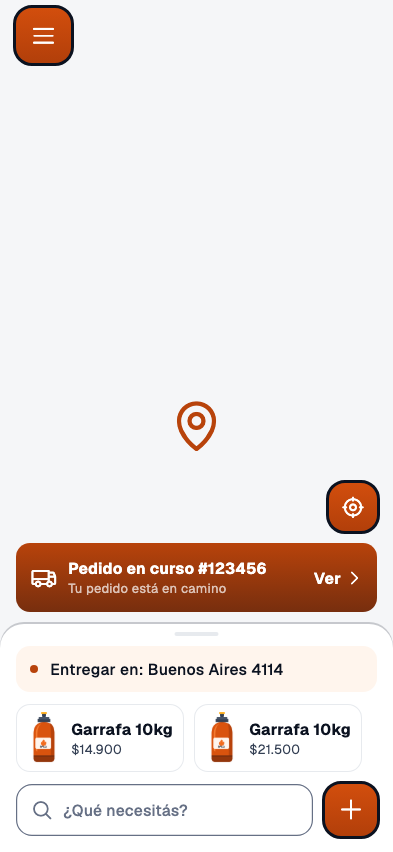 Pedido en curso #123456
Tu pedido está en camino
Ver
Entregar en: Buenos Aires 4114
Garrafa 10kg
$14.900
Garrafa 10kg
$21.500
¿Qué necesitás?